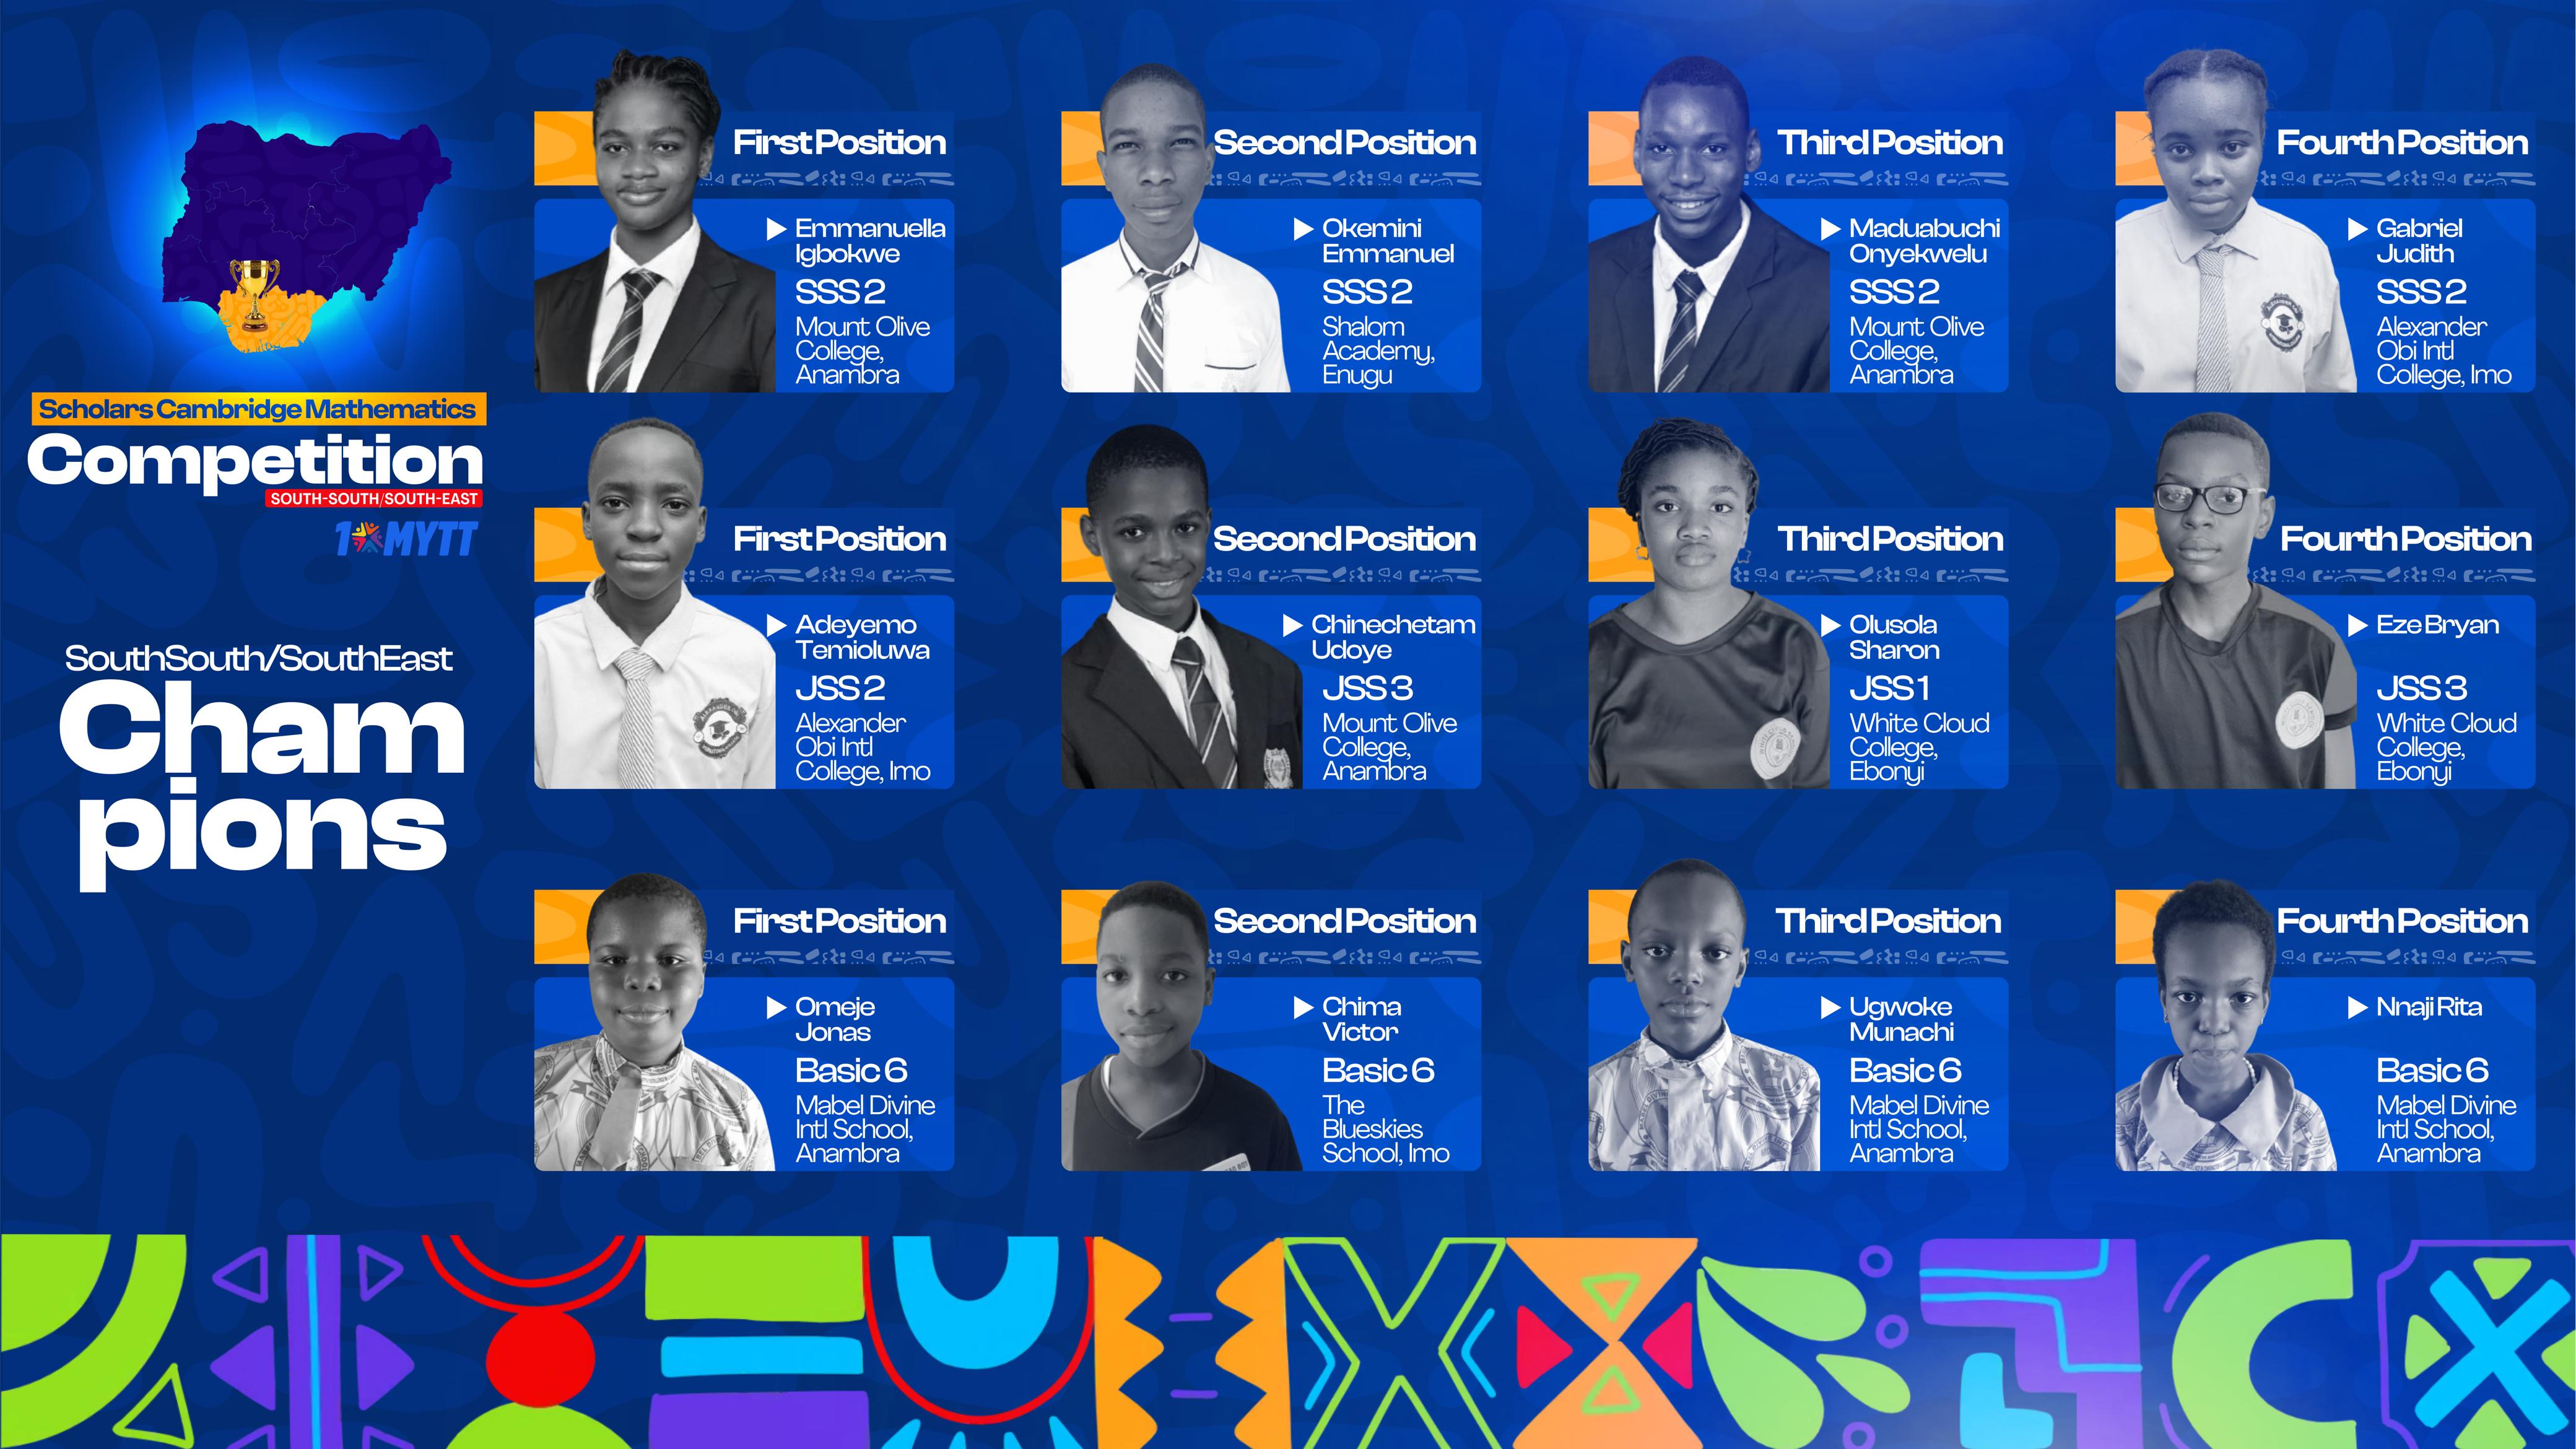 Scholars Cambridge Mathematics
Competition
SOUTH-SOUTH/SOUTH-EAST
MYTT
SouthSouth/SouthEast
Cham
pions
First Position
Emmanuella
Igbokwe
SSS 2
Mount Olive
College,
Anambra
Second Position
Okemini
Emmanuel
SSS 2
Shalom
Academy,
Enugu
Third Position
Maduabuchi
Onyekwelu
SSS 2
Mount Olive
College,
Anambra
Fourth Position
Gabriel
Judith
SSS 2
Alexander
Obi Intl
College, Imo
First Position
Adeyemo
Temioluwa
JSS 2
Alexander
Obi Intl
College, Imo
Second Position
Chinechetam
Udoye
JSS 3
Mount Olive
College,
Anambra
Third Position
Olusola
Sharon
JSS 1
White Cloud
College,
Ebonyi
Fourth Position
Eze Bryan
JSS 3
White Cloud
College,
Ebonyi
First Position
Omeje
Jonas
Basic 6
Mabel Divine
Intl School,
Anambra
Second Position
Chima
Victor
Basic 6
The
Blueskies
School, Imo
Third Position
Ugwoke
Munachi
Basic 6
Mabel Divine
Intl School,
Anambra
Fourth Position
Nnaji Rita
Basic 6
Mabel Divine
Intl School,
Anambra